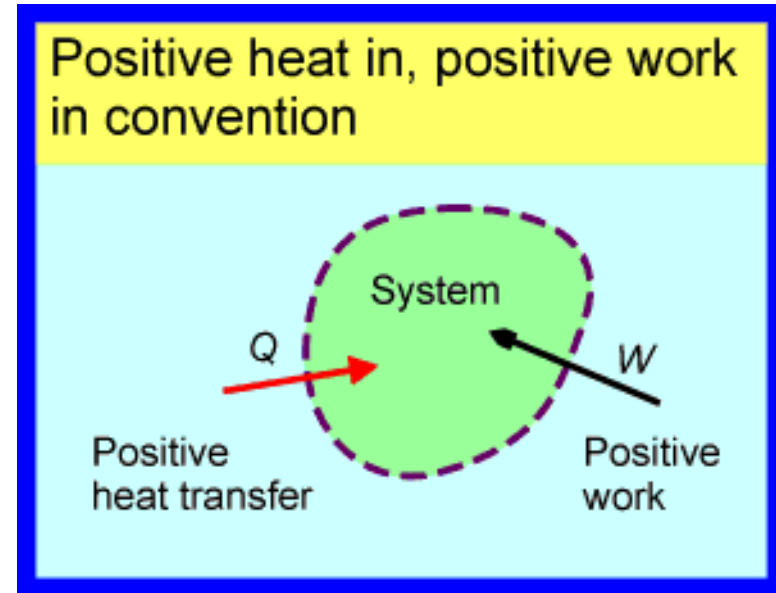 Positive heat in, positive work
in convention
System
Q
W
Positive
heat transfer
Positive
work